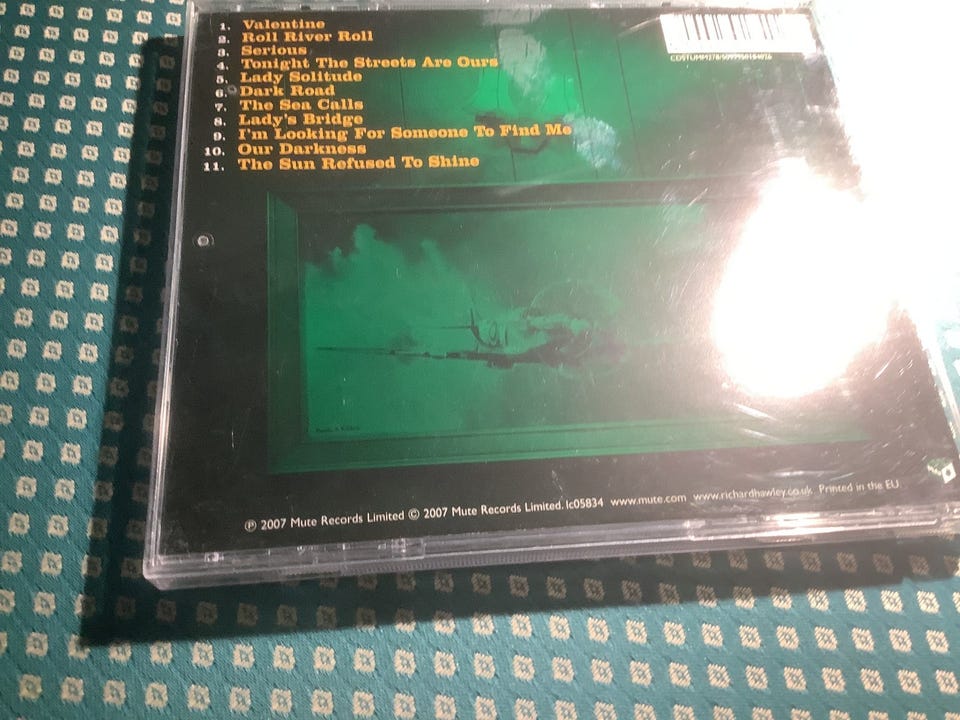 1. Valentine
2. Roll River Roll
3. Serious
4. Tonight The Streets Are Ours
5. Lady Solitude
6. Dark Road
7. The Sea Calls
8. Lady's Bridge
9. I'm Looking For Someone To Find Me
10. Our Darkness
11. The Sun Refused To Shine
℗ 2007 Mute Records Limited © 2007 Mute Records Limited. lc05834 www.mute.com www.richardhawley.co.uk Printed in the EU